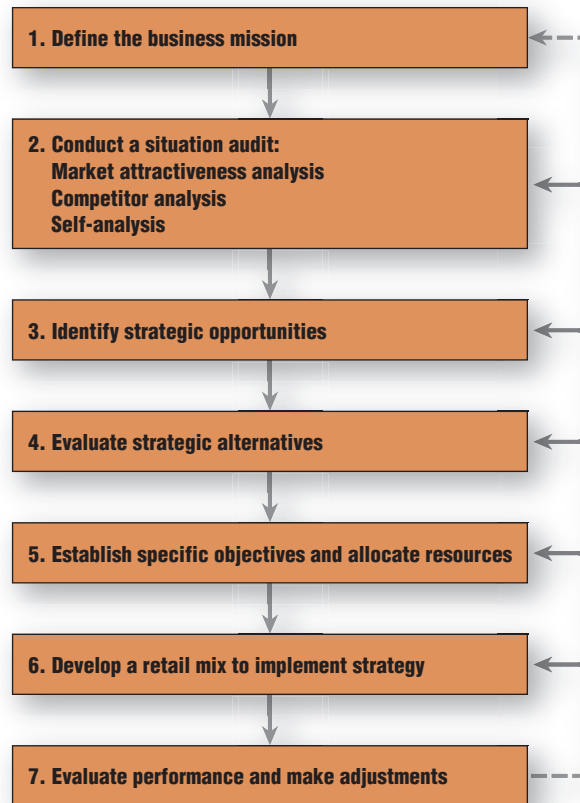 1. Define the business mission
2. Conduct a situation audit:
Market attractiveness analysis
Competitor analysis
Self-analysis
3. Identify strategic opportunities
4. Evaluate strategic alternatives
5. Establish specific objectives and allocate resources
6. Develop a retail mix to implement strategy
7. Evaluate performance and make adjustments